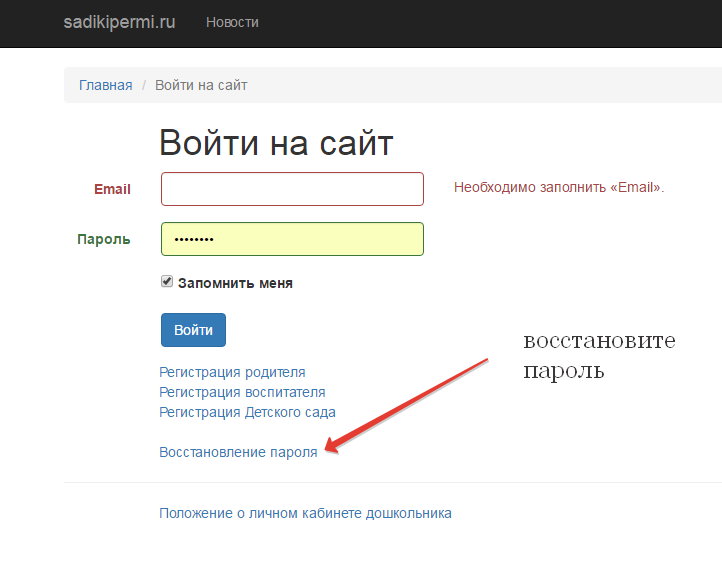 sadikipermi.ru Новости
Главная / Войти на сайт
Войти на сайт
Email
Необходимо заполнить «Email».
Пароль ••••••••
Запомнить меня
Войти
восстановите
пароль
Регистрация родителя
Регистрация воспитателя
Регистрация Детского сада
Восстановление пароля
Положение о личном кабинете дошкольника